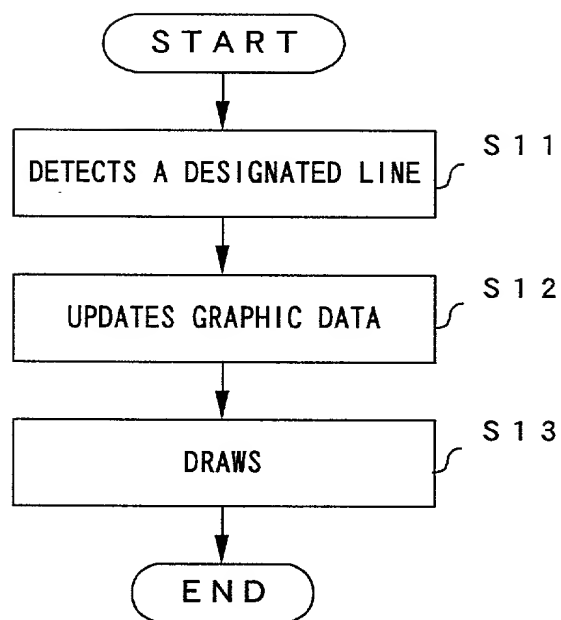 START
S11
DETECTS A DESIGNATED LINE
S12
UPDATES GRAPHIC DATA
S13
DRAWS
END